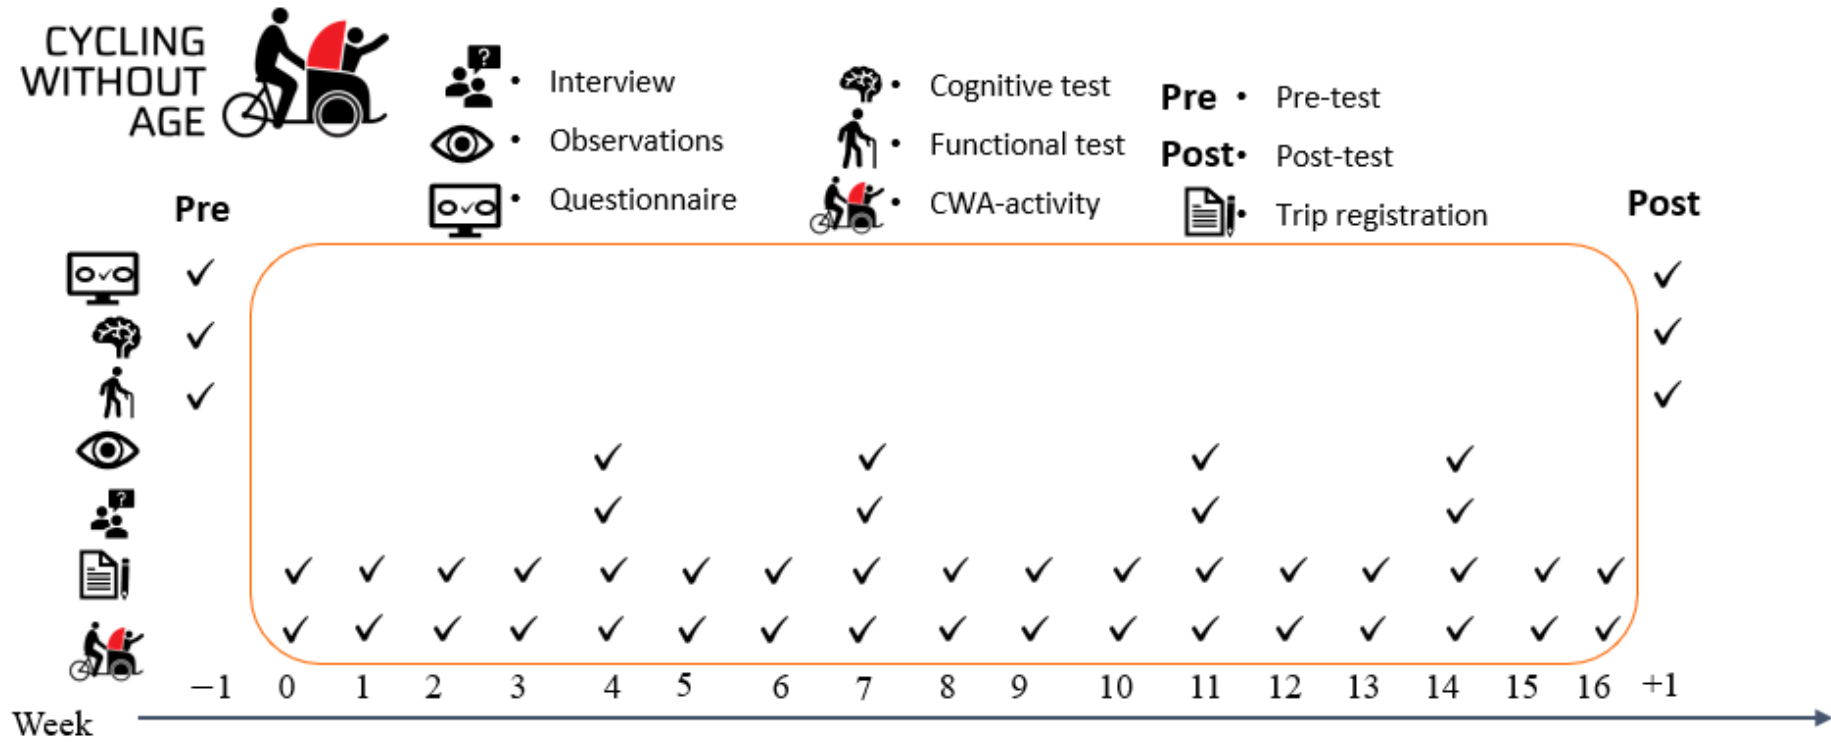 CYCLING
WITHOUT
AGE
? • Interview
• Observations
• Questionnaire
• Cognitive test
• Functional test
• CWA-activity
Pre • Pre-test
Post • Post-test
• Trip registration
Pre
Post
✓ ✓
✓ ✓
✓ ✓
✓ ✓ ✓ ✓
? ✓ ✓ ✓ ✓
✓ ✓ ✓ ✓ ✓ ✓ ✓ ✓ ✓ ✓ ✓ ✓ ✓ ✓ ✓ ✓ ✓
✓ ✓ ✓ ✓ ✓ ✓ ✓ ✓ ✓ ✓ ✓ ✓ ✓ ✓ ✓ ✓ ✓
−1 0 1 2 3 4 5 6 7 8 9 10 11 12 13 14 15 16 +1
Week